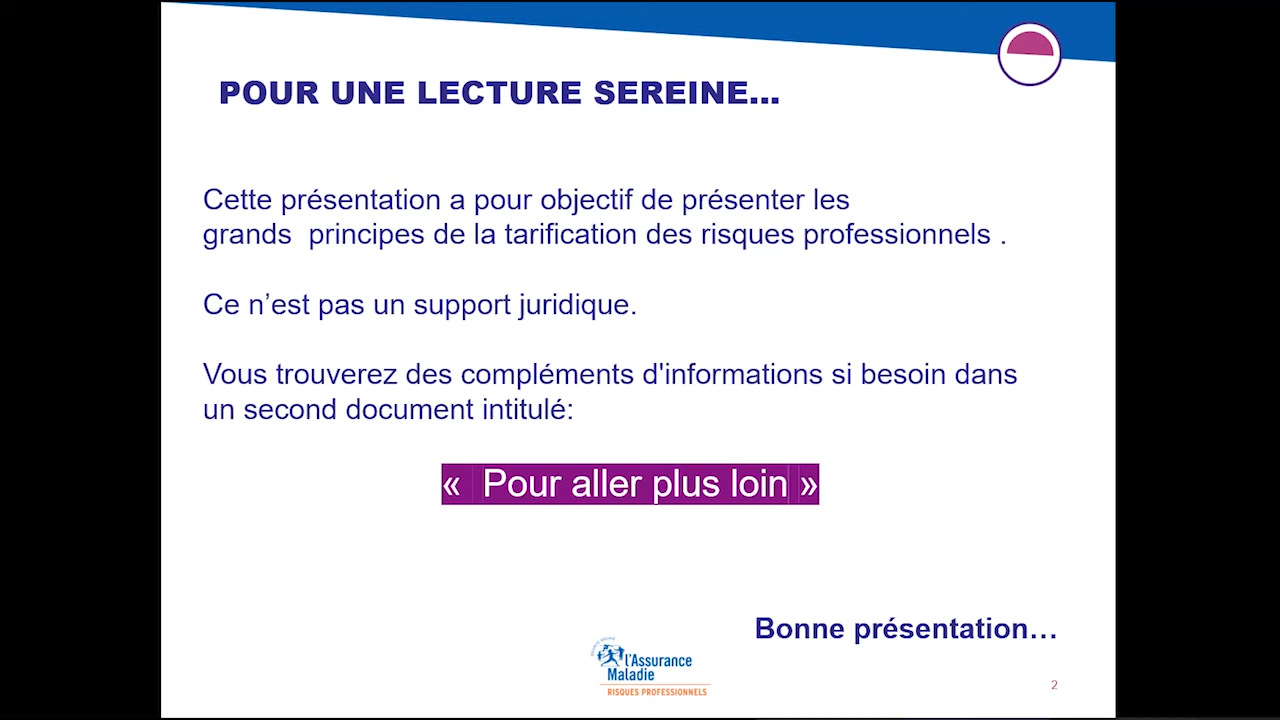 POUR UNE LECTURE SEREINE...
Cette présentation a pour objectif de présenter les
grands  principes de la tarification des risques professionnels .
Ce n’est pas un support juridique.
Vous trouverez des compléments d'informations si besoin dans
un second document intitulé:
«  Pour aller plus loin »
Bonne présentation…
l’Assurance
Maladie
RISQUES PROFESSIONNELS
2